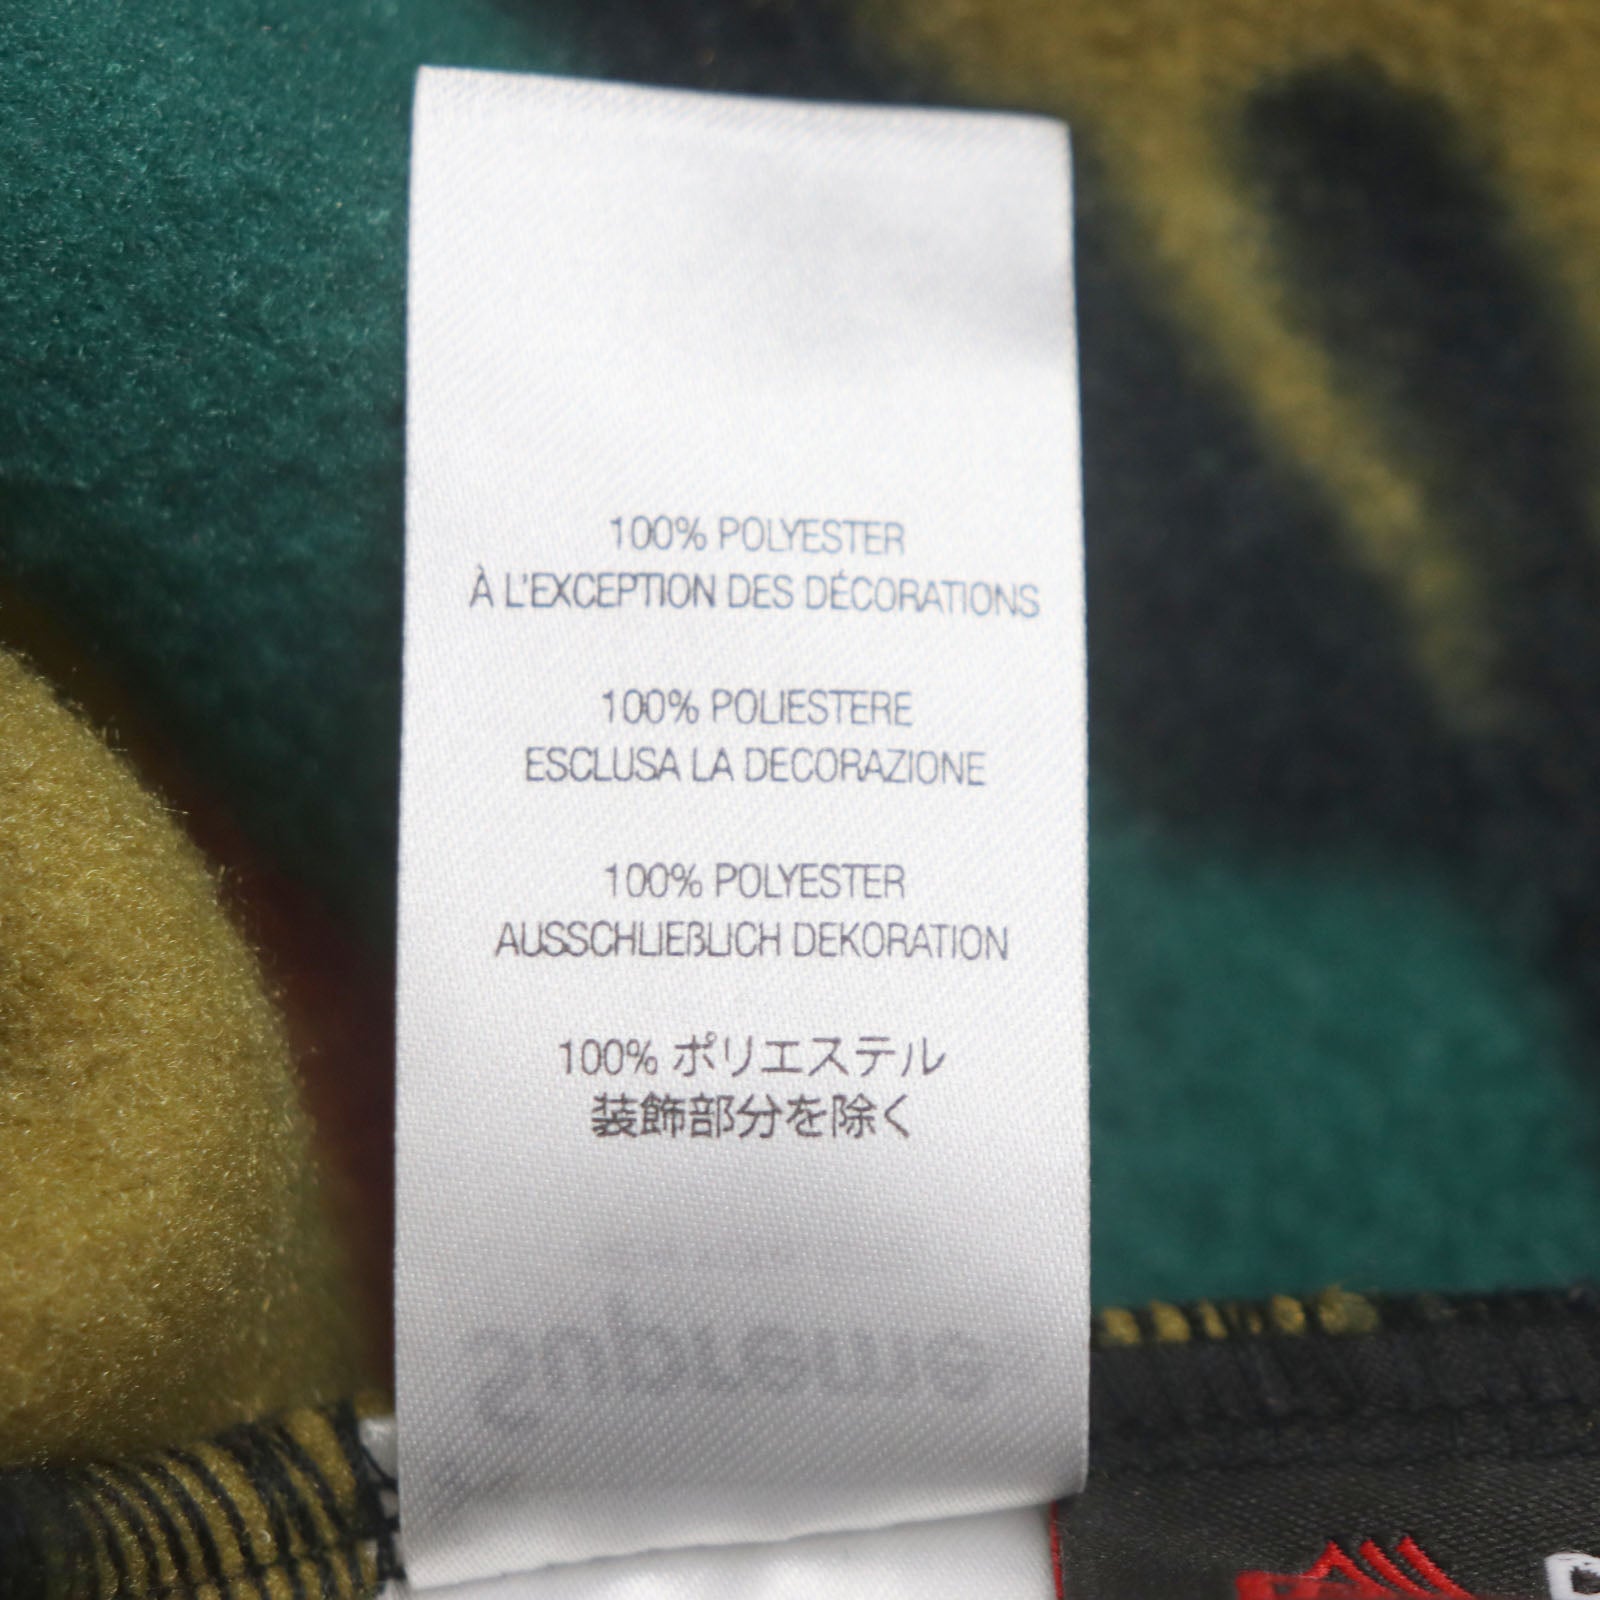 100% POLYESTER
À L'EXCEPTION DES DÉCORATIONS
100% POLIESTERE
ESCLUSA LA DECORAZIONE
100% POLYESTER
AUSSCHLIEßLICH DEKORATION
100% ポリエステル
装飾部分を除く